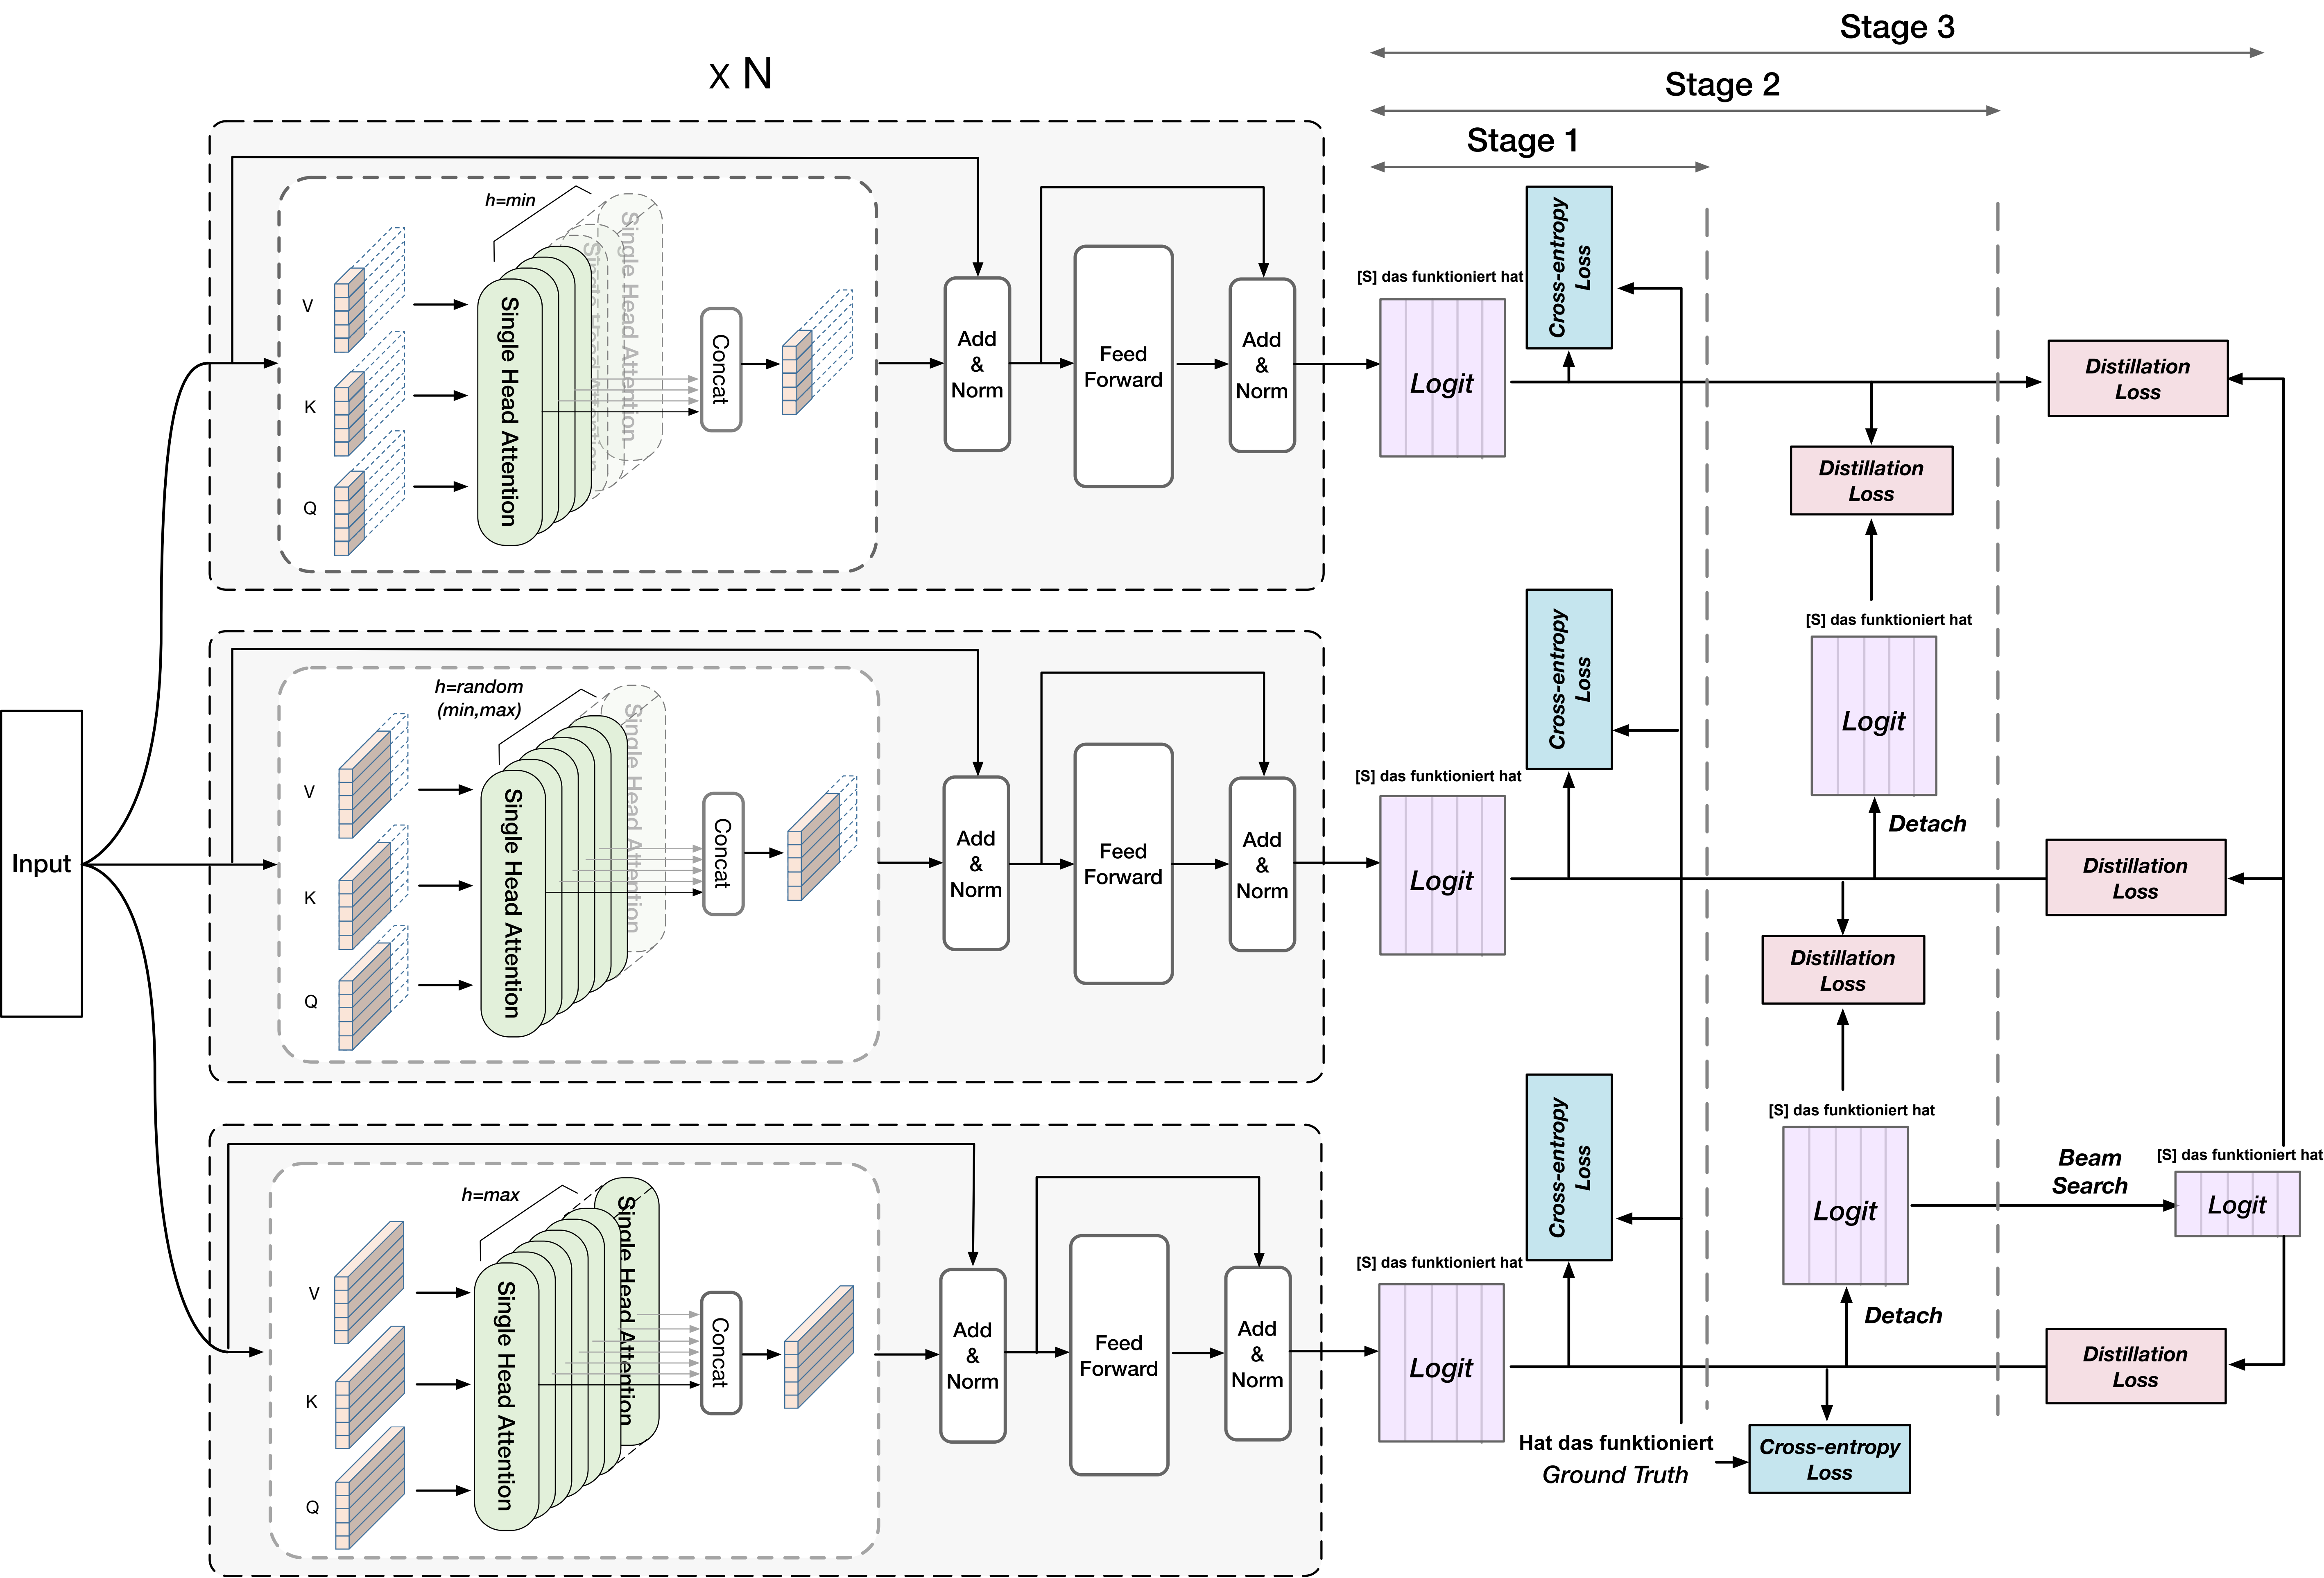 Stage 3
x N
Stage 2
Stage 1
h=min
Single Head Attention
Single Head Attention
V
K
Q
Single Head Attention
Concat
Add
&
Norm
Feed
Forward
Add
&
Norm
[S] das funktioniert hat
Logit
Cross-entropy
Loss
Distillation
Loss
Distillation
Loss
[S] das funktioniert hat
Logit
Detach
h=random
(min,max)
Single Head Attention
V
K
Q
Single Head Attention
Concat
Add
&
Norm
Feed
Forward
Add
&
Norm
[S] das funktioniert hat
Logit
Cross-entropy
Loss
Distillation
Loss
Distillation
Loss
Input
[S] das funktioniert hat
Logit
Beam
Search
[S] das funktioniert hat
Logit
Detach
h=max
Single Head Attention
V
K
Q
Single Head Attention
Concat
Add
&
Norm
Feed
Forward
Add
&
Norm
[S] das funktioniert hat
Logit
Cross-entropy
Loss
Distillation
Loss
Hat das funktioniert
Ground Truth
Cross-entropy
Loss